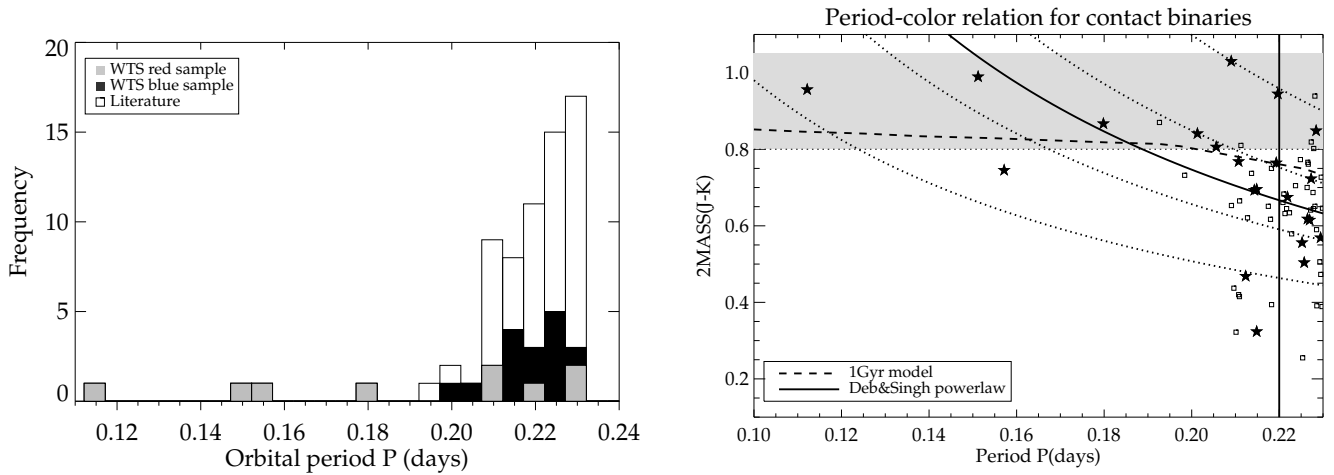 20
15
10
5
0
Frequency
WTS red sample
WTS blue sample
Literature
0.12 0.14 0.16 0.18 0.20 0.22 0.24
Orbital period P (days)
Period-color relation for contact binaries
1.0
0.8
0.6
0.4
0.2
2MASS(J-K)
1Gyr model
Deb&Singh powerlaw
0.10 0.12 0.14 0.16 0.18 0.20 0.22
Period P(days)